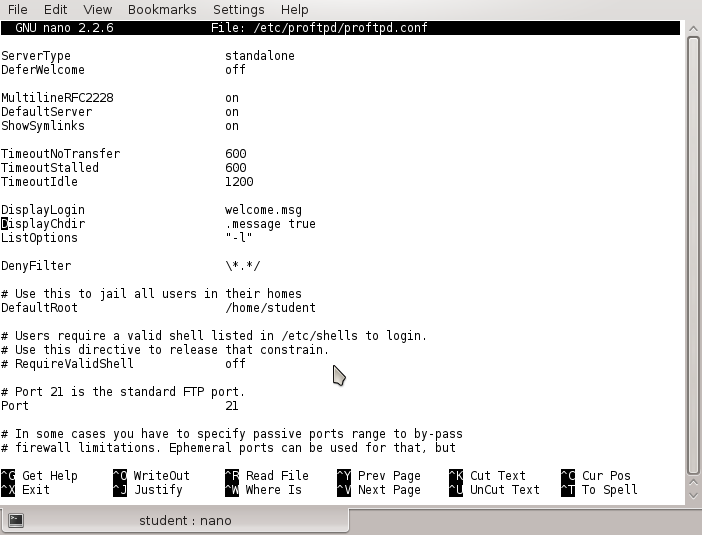 File Edit View Bookmarks Settings Help
GNU nano 2.2.6 File: /etc/proftpd/proftpd.conf
ServerType standalone
DeferWelcome off
MultilineRFC2228 on
DefaultServer on
ShowSymlinks on
TimeoutNoTransfer 600
TimeoutStalled 600
TimeoutIdle 1200
DisplayLogin welcome.msg
DisplayChdir .message true
ListOptions "-l"
DenyFilter \*.*/
# Use this to jail all users in their homes
DefaultRoot /home/student
# Users require a valid shell listed in /etc/shells to login.
# Use this directive to release that constrain.
# RequireValidShell off
# Port 21 is the standard FTP port.
Port 21
# In some cases you have to specify passive ports range to by-pass
# firewall limitations. Ephemeral ports can be used for that, but
^G Get Help ^O WriteOut ^R Read File ^Y Prev Page ^K Cut Text ^C Cur Pos
^X Exit ^J Justify ^W Where Is ^V Next Page ^U UnCut Text ^T To Spell
student : nano